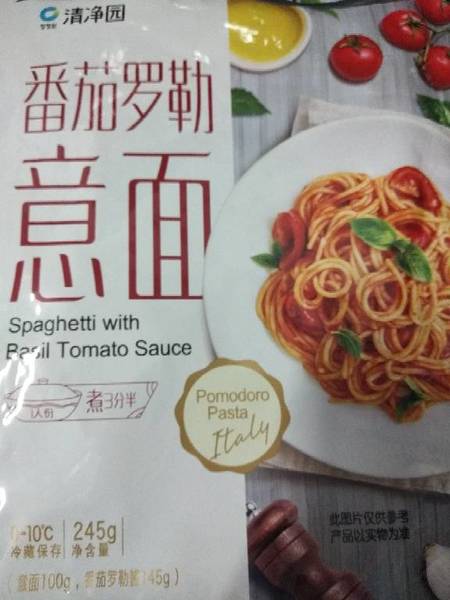 清净园
番茄罗勒
意面
Spaghetti with
Basil Tomato Sauce
1人份
煮3分半
Pomodoro
Pasta
Italy
0-10℃
冷藏保存
245g
净含量
(意面100g, 番茄罗勒酱145g)
此图片仅供参考
产品以实物为准